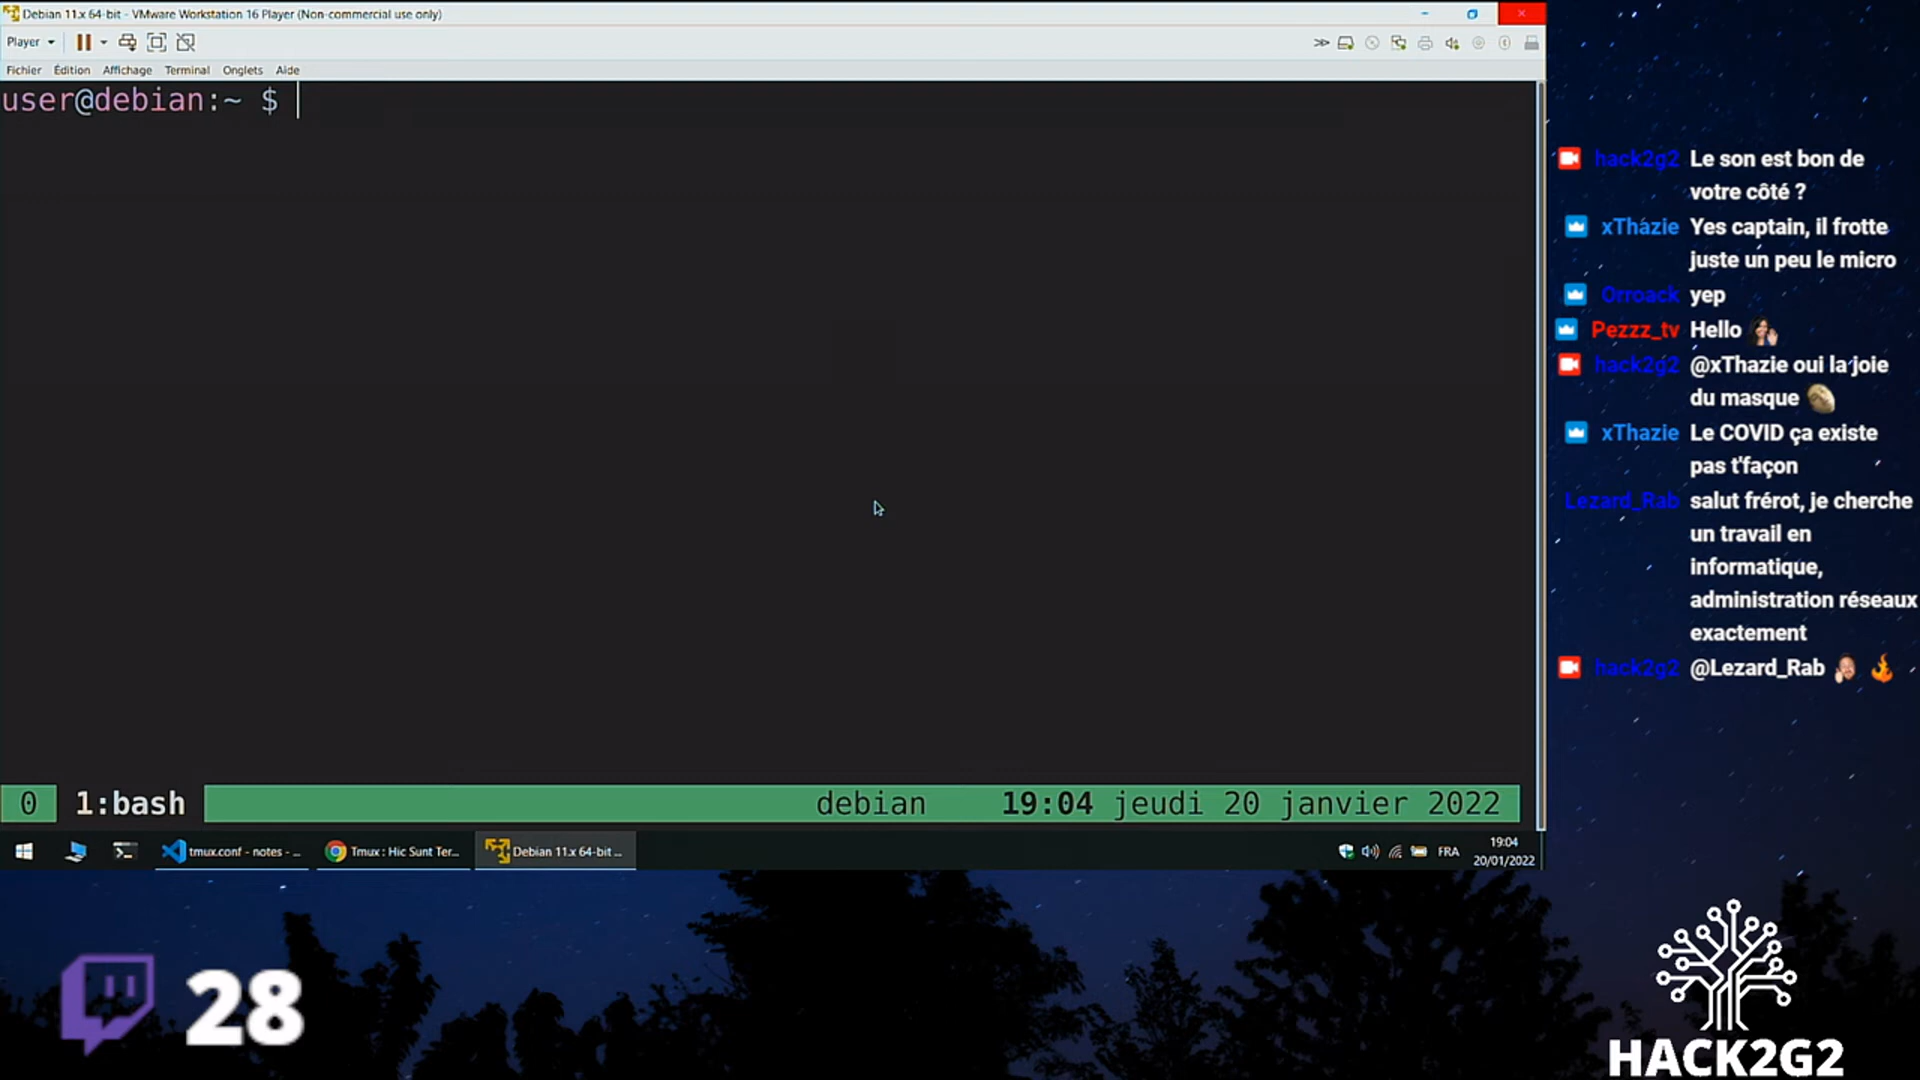 Debian 11.x 64-bit - VMware Workstation 16 Player (Non-commercial use only)
Player
Fichier Édition Affichage Terminal Onglets Aide
user@debian:~ $
0 1:bash debian 19:04 jeudi 20 janvier 2022
tmux.conf - notes - ...
Tmux : Hic Sunt Ter...
Debian 11.x 64-bit ...
FRA
19:04
20/01/2022
hack2g2 Le son est bon de
votre côté ?
xThazie Yes captain, il frotte
juste un peu le micro
Orroack yep
Pezzz_tv Hello
hack2g2 @xThazie oui la joie
du masque
xThazie Le COVID ça existe
pas t'façon
Lezard_Rab salut frérot, je cherche
un travail en
informatique,
administration réseaux
exactement
hack2g2 @Lezard_Rab
28
HACK2G2